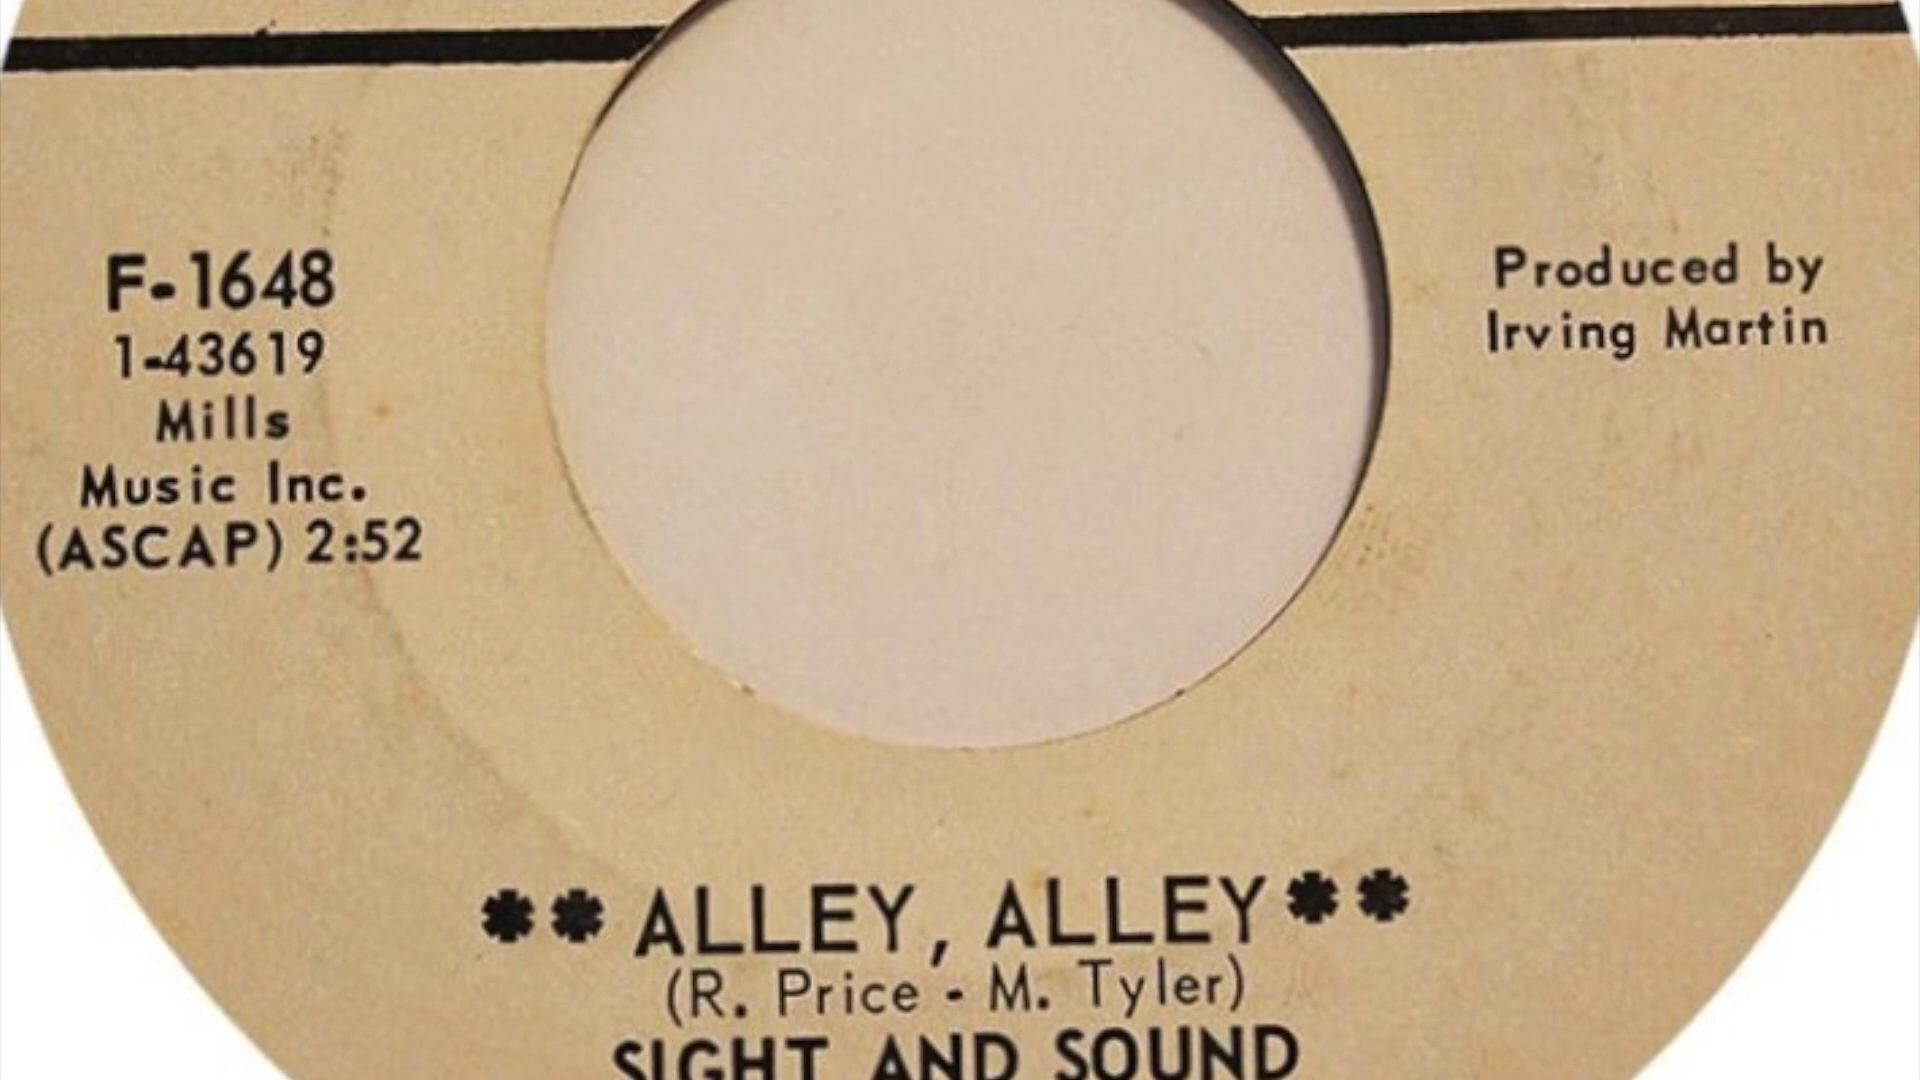 F-1648
1-43619
Mills
Music Inc.
(ASCAP) 2:52
Produced by
Irving Martin
** ALLEY, ALLEY **
(R. Price - M. Tyler)
SIGHT AND SOUND